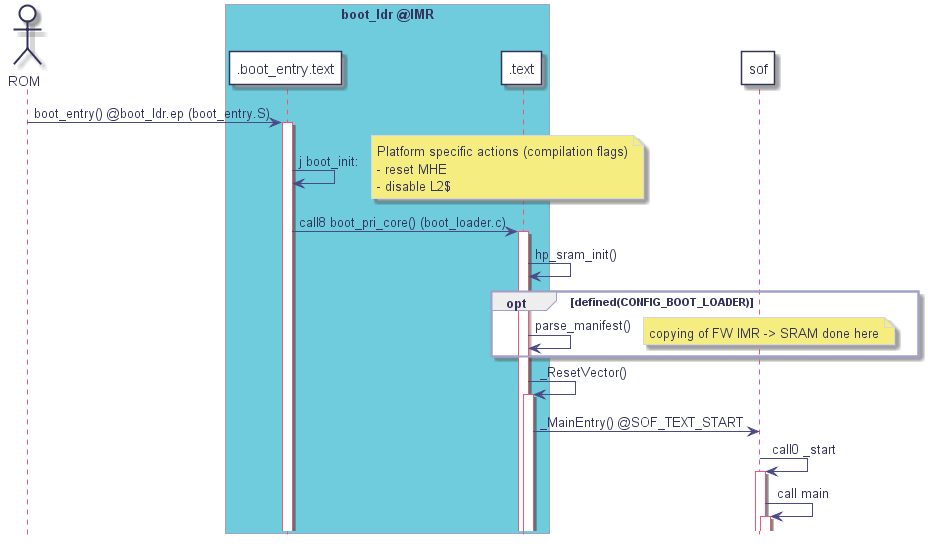 boot_ldr @IMR
ROM
.boot_entry.text
.text
sof
boot_entry() @boot_ldr.ep (boot_entry.S)
j boot_init:
Platform specific actions (compilation flags)
- reset MHE
- disable L2$
call8 boot_pri_core() (boot_loader.c)
hp_sram_init()
opt
[defined(CONFIG_BOOT_LOADER)]
parse_manifest()
copying of FW IMR -> SRAM done here
_ResetVector()
_MainEntry() @SOF_TEXT_START
call0 _start
call main